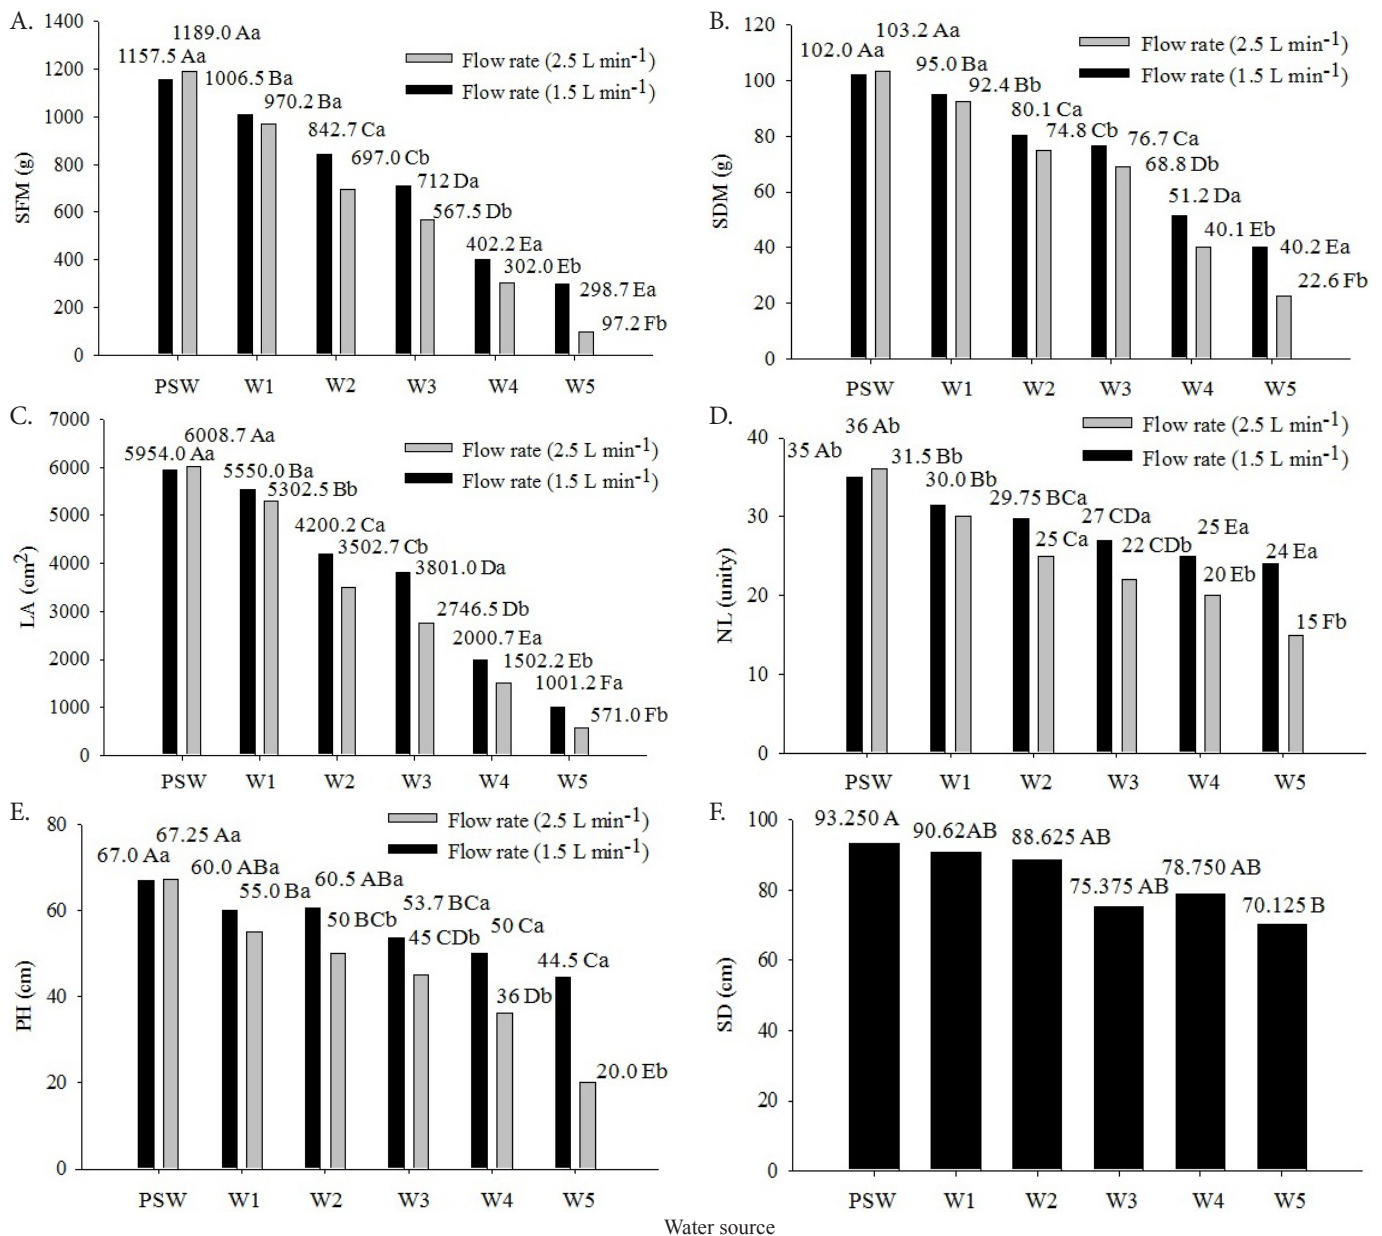 A.
1400
1200
1000
800
600
400
200
0
SFM (g)
Flow rate (2.5 L min-1)
Flow rate (1.5 L min-1)
1189.0 Aa
1157.5 Aa
1006.5 Ba
970.2 Ba
842.7 Ca
697.0 Cb
712 Da
567.5 Db
402.2 Ea
302.0 Eb
298.7 Ea
97.2 Fb
PSW W1 W2 W3 W4 W5
B.
120
100
80
60
40
20
0
SDM (g)
Flow rate (2.5 L min-1)
Flow rate (1.5 L min-1)
103.2 Aa
102.0 Aa
95.0 Ba
92.4 Bb
80.1 Ca
74.8 Cb
76.7 Ca
68.8 Db
51.2 Da
40.1 Eb
40.2 Ea
22.6 Fb
PSW W1 W2 W3 W4 W5
C.
7000
6000
5000
4000
3000
2000
1000
0
LA (cm2)
Flow rate (2.5 L min-1)
Flow rate (1.5 L min-1)
6008.7 Aa
5954.0 Aa
5550.0 Ba
5302.5 Bb
4200.2 Ca
3502.7 Cb
3801.0 Da
2746.5 Db
2000.7 Ea
1502.2 Eb
1001.2 Fa
571.0 Fb
PSW W1 W2 W3 W4 W5
D.
40
30
20
10
0
NL (unity)
Flow rate (2.5 L min-1)
Flow rate (1.5 L min-1)
36 Ab
35 Ab
31.5 Bb
30.0 Bb
29.75 BCa
25 Ca
27 CDa
22 CDb
25 Ea
20 Eb
24 Ea
15 Fb
PSW W1 W2 W3 W4 W5
E.
80
60
40
20
0
PH (cm)
Flow rate (2.5 L min-1)
Flow rate (1.5 L min-1)
67.25 Aa
67.0 Aa
60.0 ABa
55.0 Ba
60.5 ABa
50 BCb
53.7 BCa
45 CDb
50 Ca
36 Db
44.5 Ca
20.0 Eb
PSW W1 W2 W3 W4 W5
F.
100
80
60
40
20
0
SD (cm)
93.250 A
90.62AB
88.625 AB
75.375 AB
78.750 AB
70.125 B
PSW W1 W2 W3 W4 W5
Water source